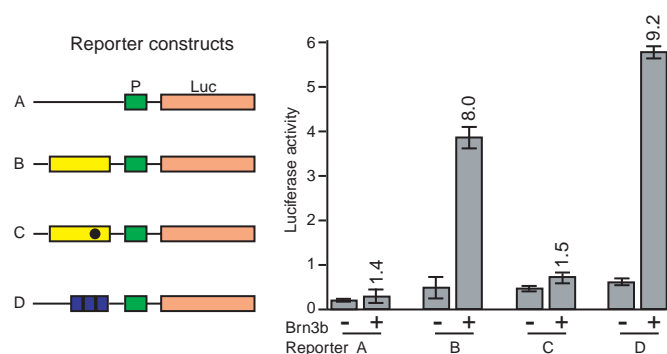 Reporter constructs
P Luc
A
B
C
D
Luciferase activity
6
5
4
3
2
1
0
1.4
8.0
1.5
9.2
Brn3b - + - + - + - +
Reporter A B C D